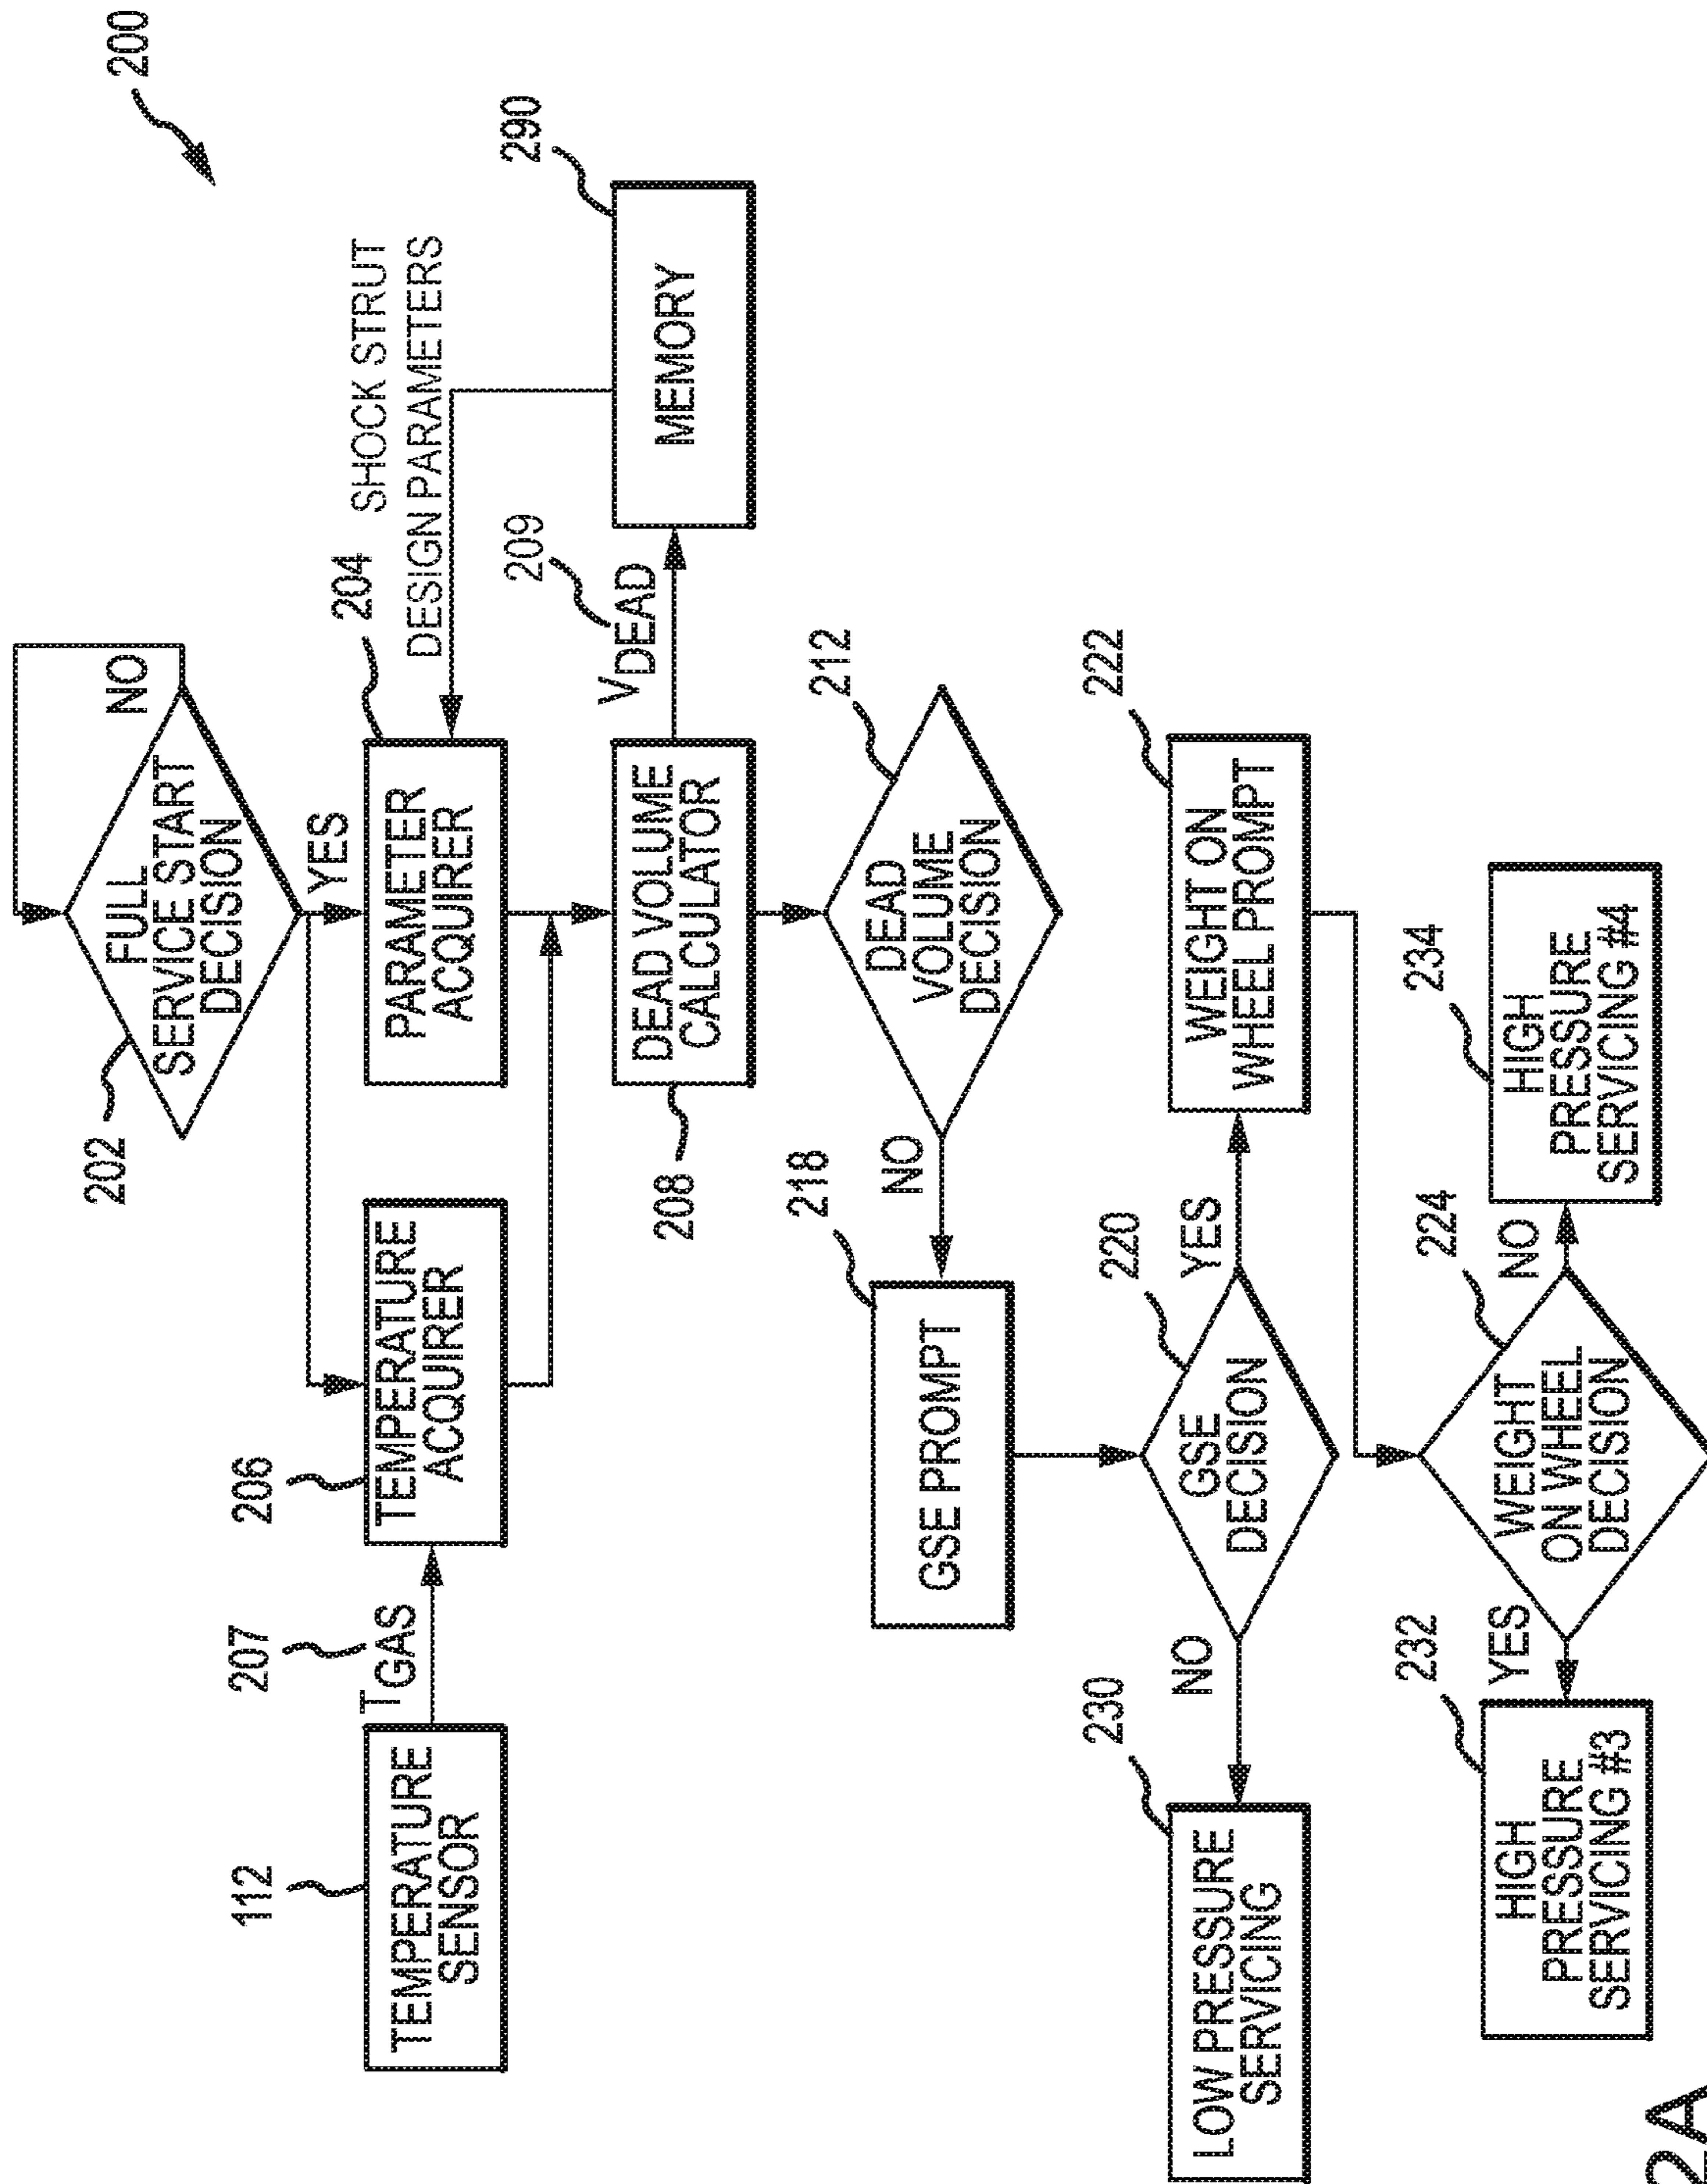 200
202
FULL
SERVICE START
DECISION
NO
YES
112
TEMPERATURE
SENSOR
207
TGAS
206
TEMPERATURE
ACQUIRER
204
PARAMETER
ACQUIRER
SHOCK STRUT
DESIGN PARAMETERS
208
DEAD VOLUME
CALCULATOR
VDEAD
209
290
MEMORY
212
DEAD
VOLUME
DECISION
NO
218
GSE PROMPT
220
GSE
DECISION
NO
YES
230
LOW PRESSURE
SERVICING
222
WEIGHT ON
WHEEL PROMPT
224
WEIGHT
ON WHEEL
DECISION
YES
NO
232
HIGH
PRESSURE
SERVICING #3
234
HIGH
PRESSURE
SERVICING #4
2A